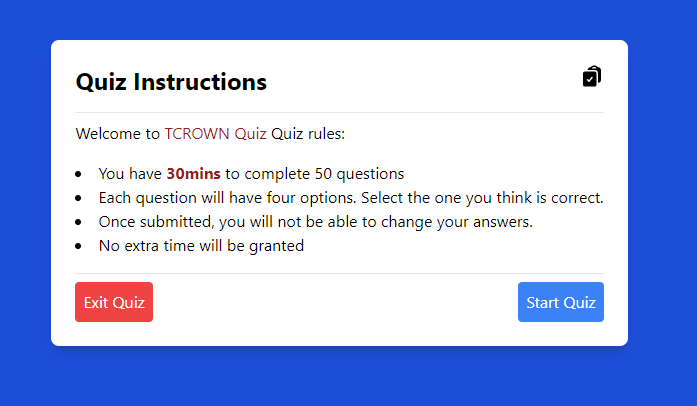 Quiz Instructions
Welcome to TCROWN Quiz Quiz rules:
You have 30mins to complete 50 questions
Each question will have four options. Select the one you think is correct.
Once submitted, you will not be able to change your answers.
No extra time will be granted
Exit Quiz
Start Quiz